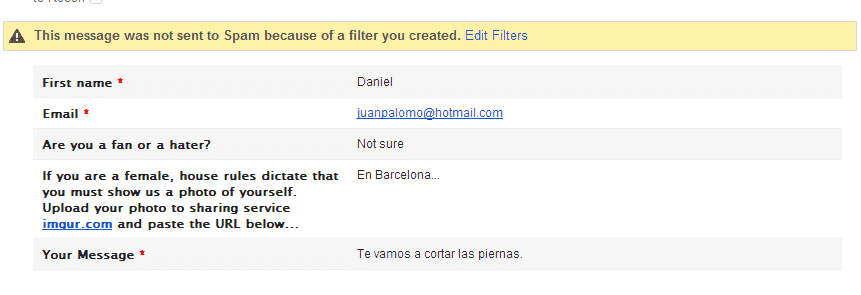 This message was not sent to Spam because of a filter you created. Edit Filters
First name * Daniel
Email * juanpalomo@hotmail.com
Are you a fan or a hater? Not sure
If you are a female, house rules dictate that En Barcelona...
you must show us a photo of yourself.
Upload your photo to sharing service
imgur.com and paste the URL below...
Your Message * Te vamos a cortar las piernas.